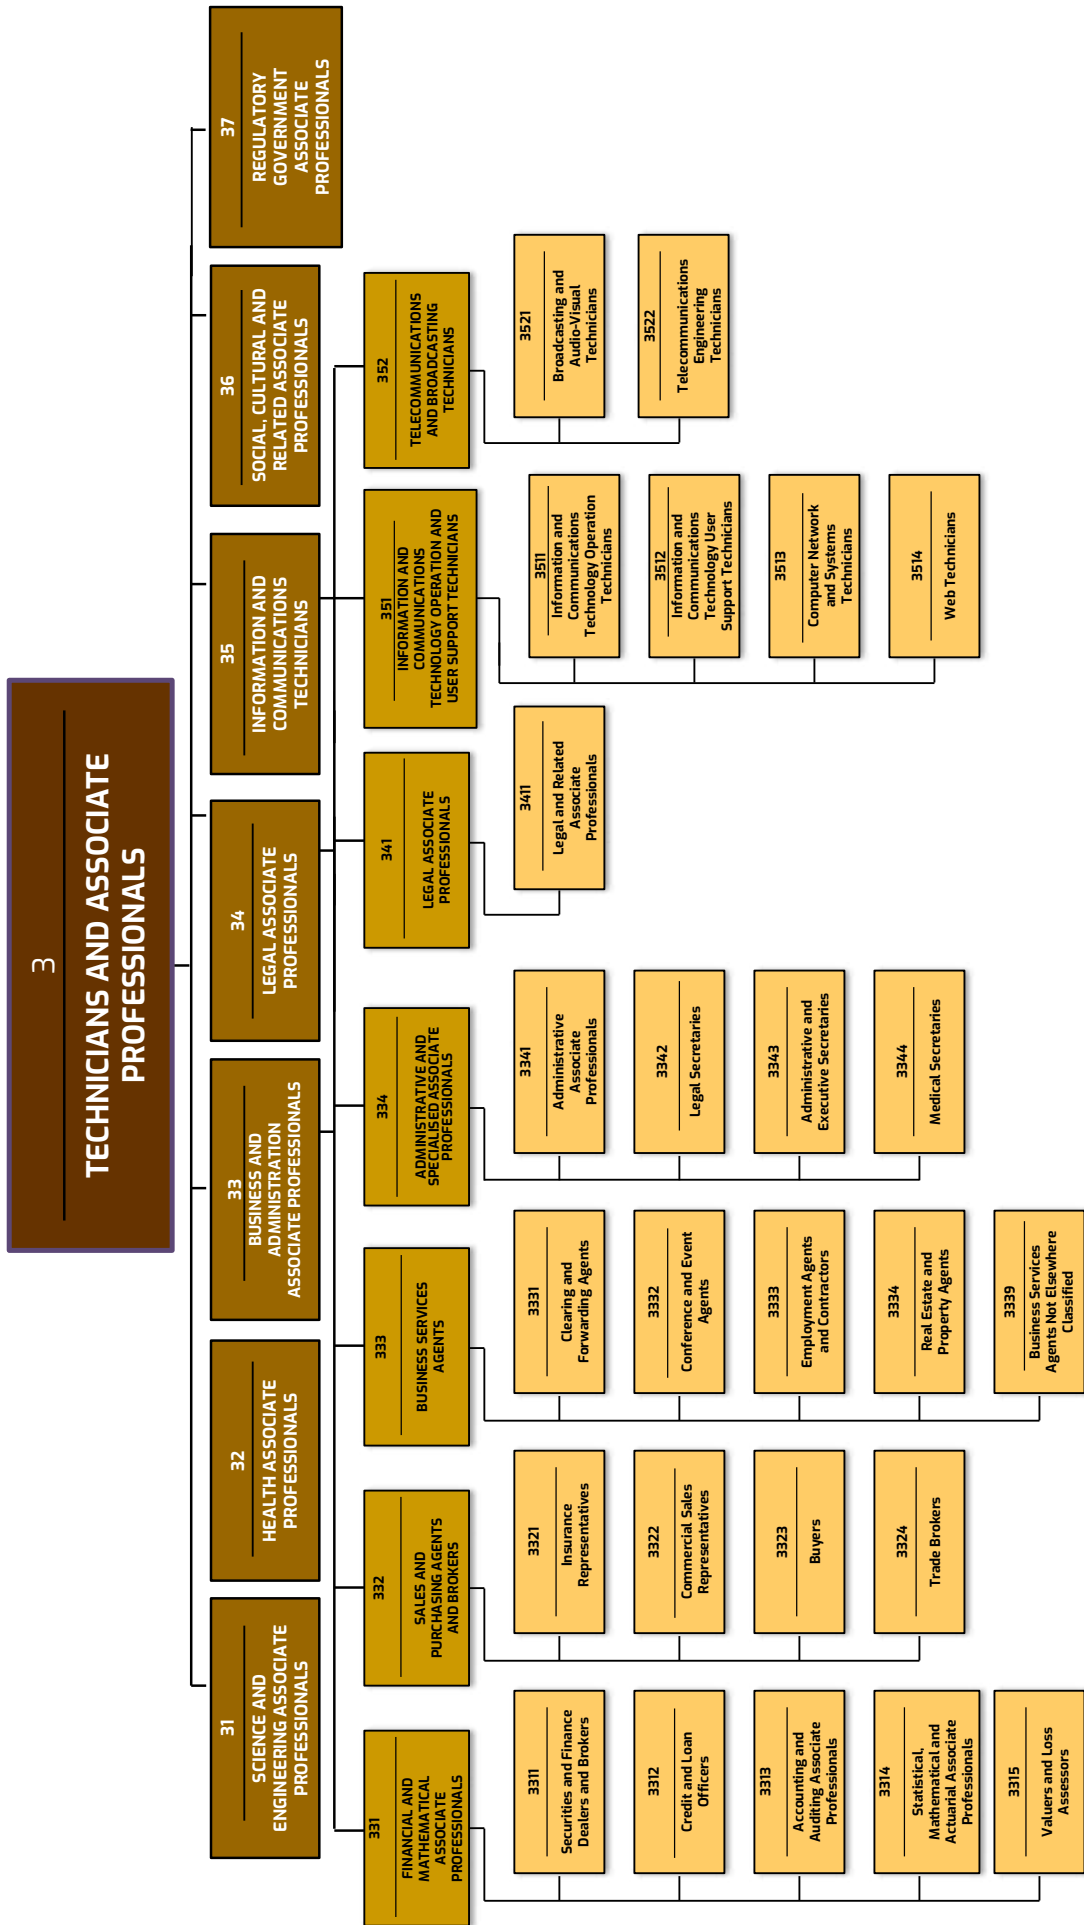 3
TECHNICIANS AND ASSOCIATE
PROFESSIONALS
31
SCIENCE AND
ENGINEERING ASSOCIATE
PROFESSIONALS
32
HEALTH ASSOCIATE
PROFESSIONALS
33
BUSINESS AND
ADMINISTRATION
ASSOCIATE PROFESSIONALS
34
LEGAL ASSOCIATE
PROFESSIONALS
35
INFORMATION AND
COMMUNICATIONS
TECHNICIANS
36
SOCIAL, CULTURAL AND
RELATED ASSOCIATE
PROFESSIONALS
37
REGULATORY
GOVERNMENT
ASSOCIATE
PROFESSIONALS
331
FINANCIAL AND
MATHEMATICAL
ASSOCIATE
PROFESSIONALS
332
SALES AND
PURCHASING AGENTS
AND BROKERS
333
BUSINESS SERVICES
AGENTS
334
ADMINISTRATIVE AND
SPECIALISED ASSOCIATE
PROFESSIONALS
341
LEGAL ASSOCIATE
PROFESSIONALS
351
INFORMATION AND
COMMUNICATIONS
TECHNOLOGY OPERATION AND
USER SUPPORT TECHNICIANS
352
TELECOMMUNICATIONS
AND BROADCASTING
TECHNICIANS
3311
Securities and Finance
Dealers and Brokers
3312
Credit and Loan
Officers
3313
Accounting and
Auditing Associate
Professionals
3314
Statistical,
Mathematical and
Actuarial Associate
Professionals
3315
Valuers and Loss
Assessors
3321
Insurance
Representatives
3322
Commercial Sales
Representatives
3323
Buyers
3324
Trade Brokers
3331
Clearing and
Forwarding Agents
3332
Conference and Event
Agents
3333
Employment Agents
and Contractors
3334
Real Estate and
Property Agents
3339
Business Services
Agents Not Elsewhere
Classified
3341
Administrative
Associate
Professionals
3342
Legal Secretaries
3343
Administrative and
Executive Secretaries
3344
Medical Secretaries
3411
Legal and Related
Associate
Professionals
3511
Information and
Communications
Technology Operation
Technicians
3512
Information and
Communications
Technology User
Support Technicians
3513
Computer Network
and Systems
Technicians
3514
Web Technicians
3521
Broadcasting and
Audio-Visual
Technicians
3522
Telecommunications
Engineering
Technicians